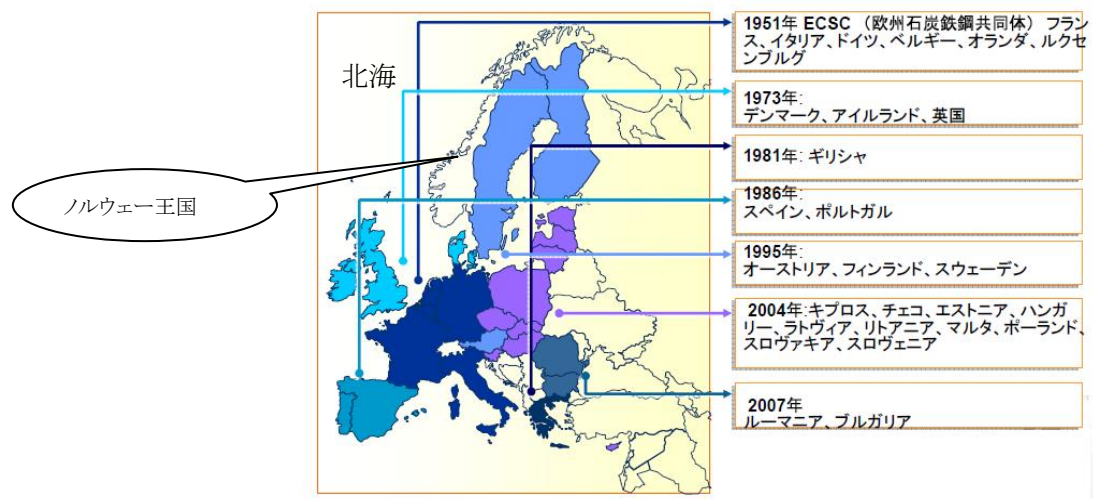 北海
ノルウェー王国
1951年 ECSC （欧州石炭鉄鋼共同体） フラン
ス、イタリア、ドイツ、ベルギー、オランダ、ルクセ
ンブルグ
1973年:
デンマーク、アイルランド、英国
1981年: ギリシャ
1986年:
スペイン、ポルトガル
1995年:
オーストリア、フィンランド、スウェーデン
2004年:キプロス、チェコ、エストニア、ハンガ
リー、ラトヴィア、リトアニア、マルタ、ポーランド、
スロヴァキア、スロヴェニア
2007年
ルーマニア、ブルガリア